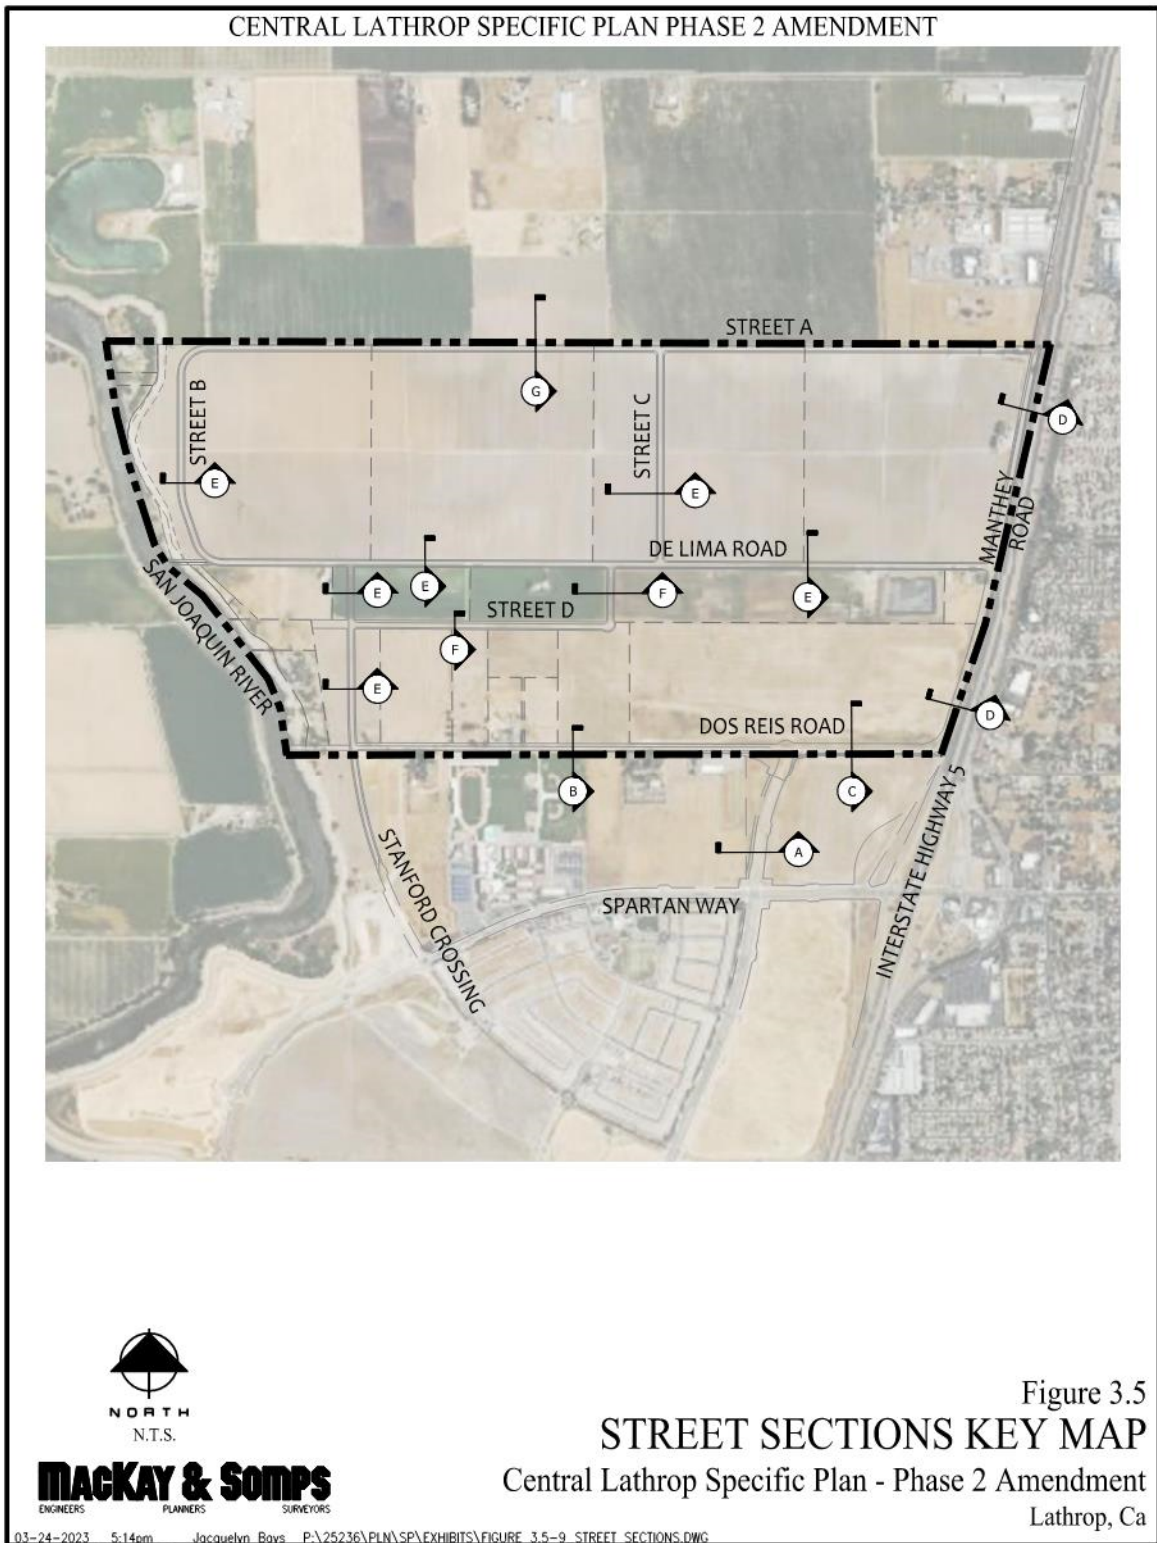 CENTRAL LATHROP SPECIFIC PLAN PHASE 2 AMENDMENT
STREET A
G
D
STREET B
STREET C
E
E
MANTHEY
ROAD
DE LIMA ROAD
SAN JOAQUIN RIVER
E
E
F
E
STREET D
F
E
D
DOS REIS ROAD
B
C
A
STANFORD CROSSING
SPARTAN WAY
INTERSTATE HIGHWAY 5
NORTH
N.T.S.
Figure 3.5
STREET SECTIONS KEY MAP
Central Lathrop Specific Plan - Phase 2 Amendment
Lathrop, Ca
MACKAY & SOMPS
ENGINEERS PLANNERS SURVEYORS
03-24-2023 5:14pm Jacquelyn Bays P:\25236\PLN\SP\EXHIBITS\FIGURE 3.5-9 STREET SECTIONS.DWG